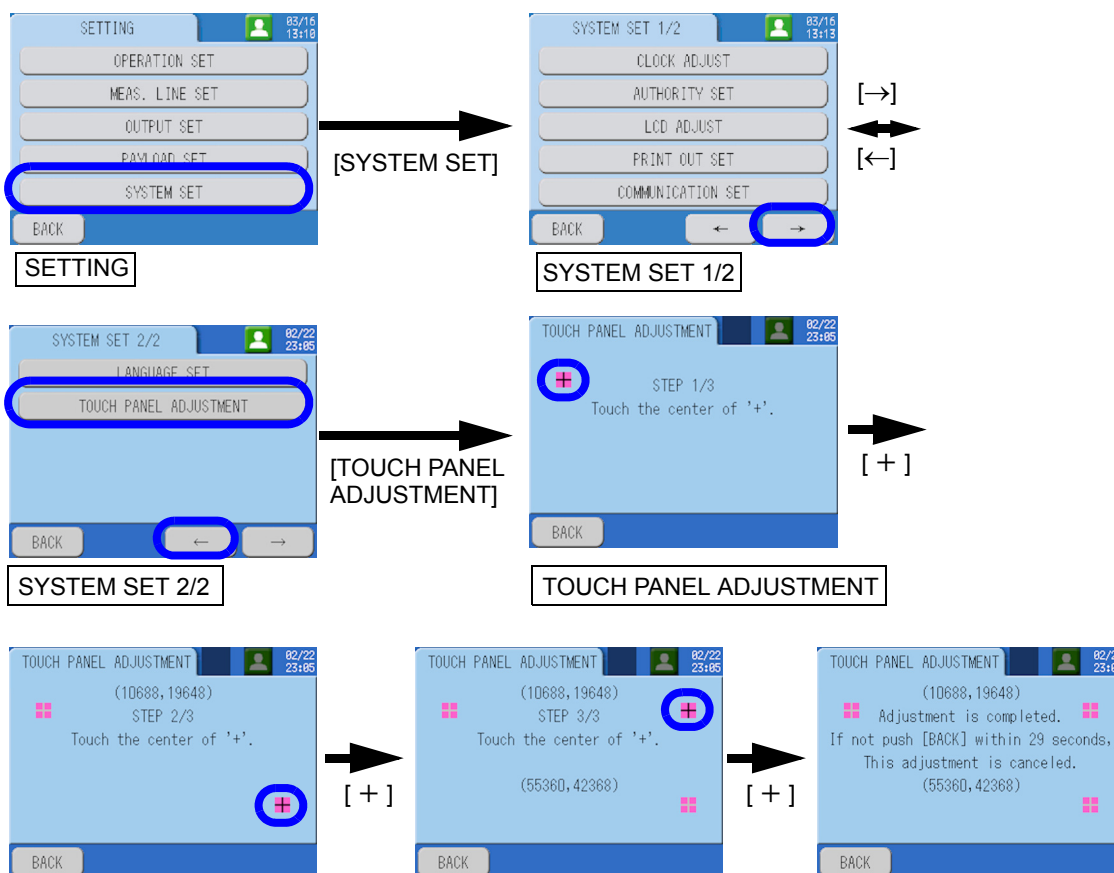 SETTING
03/16
13:10
OPERATION SET
MEAS. LINE SET
OUTPUT SET
PAYLOAD SET
SYSTEM SET
BACK
SETTING
[SYSTEM SET]
SYSTEM SET 1/2
03/16
13:13
CLOCK ADJUST
AUTHORITY SET
LCD ADJUST
PRINT OUT SET
COMMUNICATION SET
BACK
←
→
SYSTEM SET 1/2
[→]
[←]
SYSTEM SET 2/2
02/22
23:05
LANGUAGE SET
TOUCH PANEL ADJUSTMENT
BACK
←
→
SYSTEM SET 2/2
[TOUCH PANEL
ADJUSTMENT]
TOUCH PANEL ADJUSTMENT
02/22
23:05
STEP 1/3
Touch the center of '+'.
BACK
TOUCH PANEL ADJUSTMENT
[ + ]
TOUCH PANEL ADJUSTMENT
02/22
23:05
(10688,19648)
STEP 2/3
Touch the center of '+'.
BACK
[ + ]
TOUCH PANEL ADJUSTMENT
02/22
23:05
(10688,19648)
STEP 3/3
Touch the center of '+'.
(55360,42368)
BACK
[ + ]
TOUCH PANEL ADJUSTMENT
(10688,19648)
Adjustment is completed.
If not push [BACK] within 29 seconds,
This adjustment is canceled.
(55360,42368)
BACK